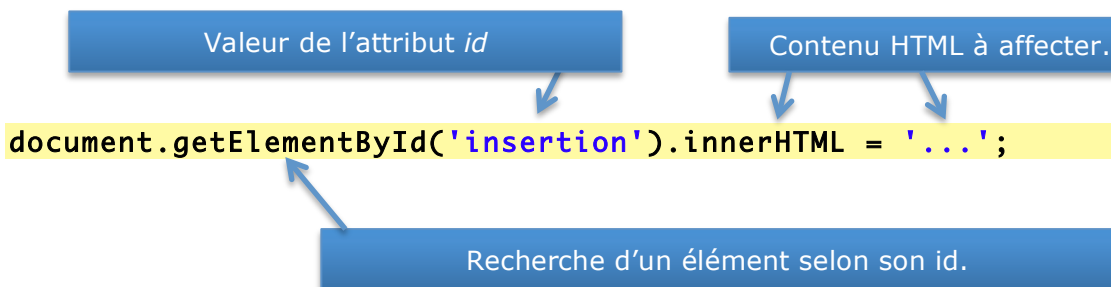 Valeur de l’attribut id
Contenu HTML à affecter.
document.getElementById('insertion').innerHTML = '...';
Recherche d’un élément selon son id.